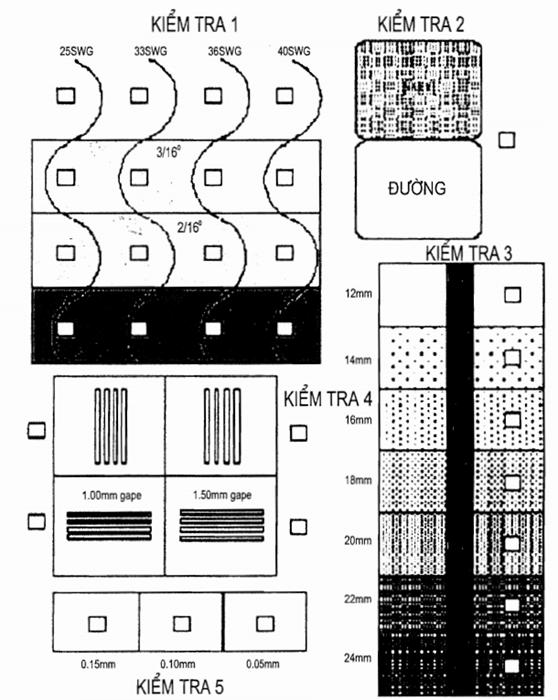 KIỂM TRA 1
25SWG 33SWG 36SWG 40SWG
3/16⁰
2/16⁰
KIỂM TRA 2
ĐƯỜNG
KIỂM TRA 3
12mm
14mm
16mm
18mm
20mm
22mm
24mm
KIỂM TRA 4
1.00mm gape 1.50mm gape
0.15mm 0.10mm 0.05mm
KIỂM TRA 5